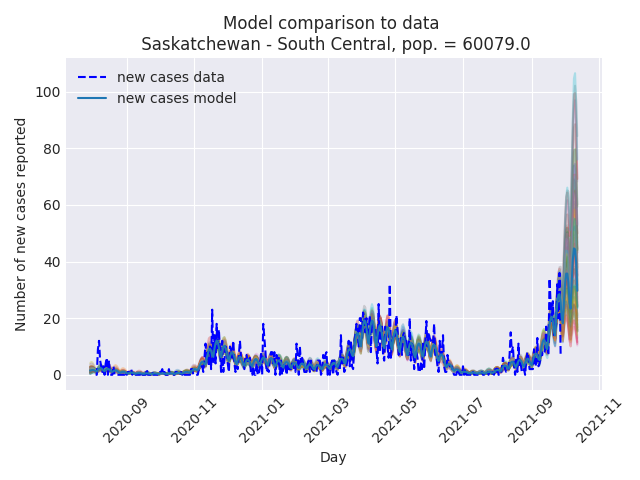 Model comparison to data
Saskatchewan - South Central, pop. = 60079.0
new cases data
new cases model
Number of new cases reported
100
80
60
40
20
0
2020-09
2020-11
2021-01
2021-03
2021-05
2021-07
2021-09
2021-11
Day